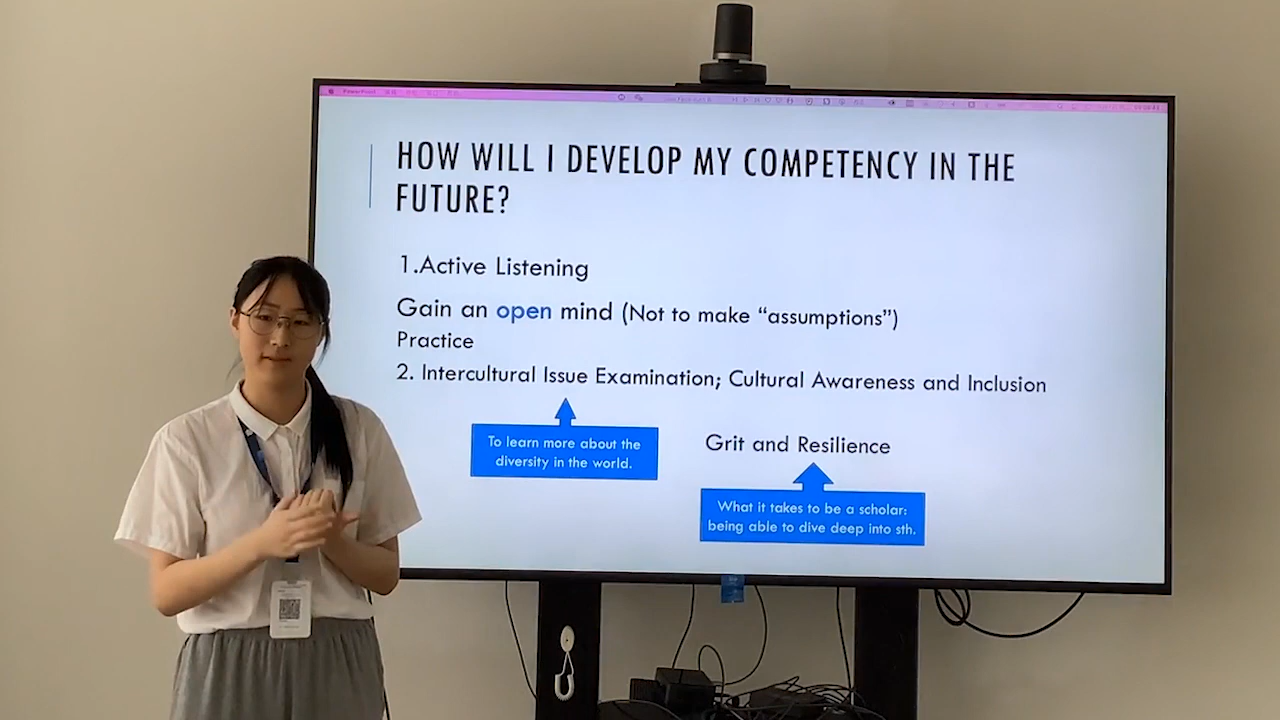 PowerPoint
HOW WILL I DEVELOP MY COMPETENCY IN THE
FUTURE?
1.Active Listening
Gain an open mind (Not to make “assumptions”)
Practice
2. Intercultural Issue Examination; Cultural Awareness and Inclusion
To learn more about the
diversity in the world.
Grit and Resilience
What it takes to be a scholar:
being able to dive deep into sth.